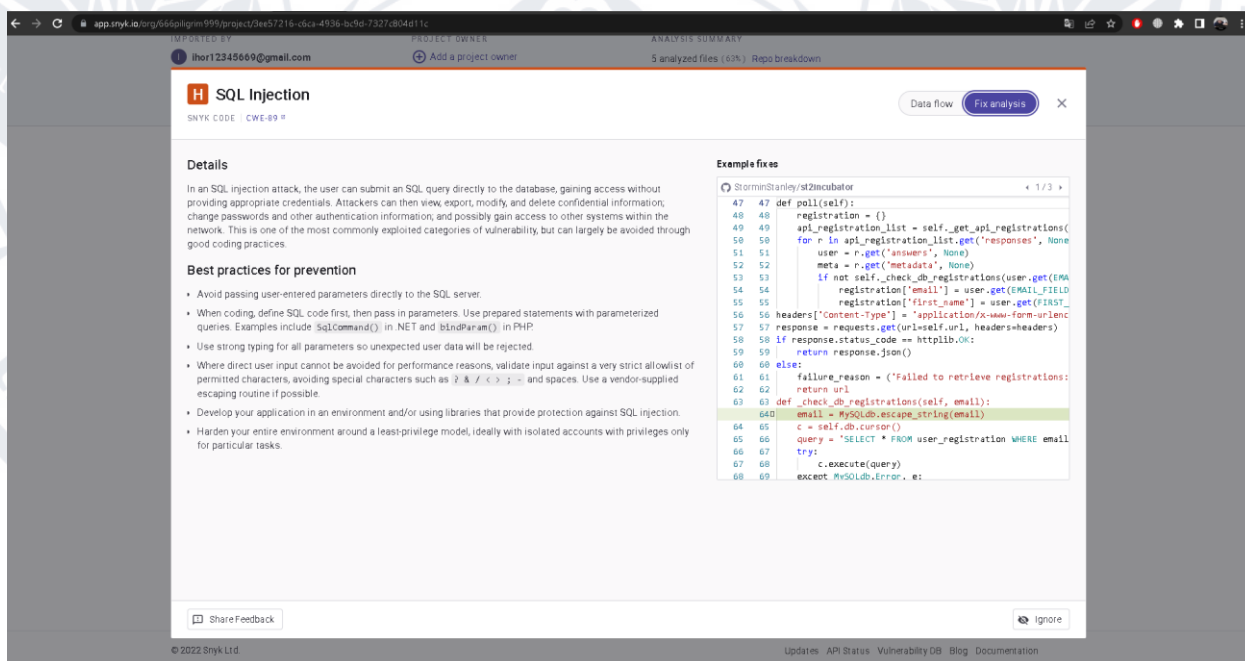 app.snyk.io/org/666piligrim999/project/3ee57216-c6ca-4936-bc9d-7327c804d11c
IMPORTED BY PROJECT OWNER ANALYSIS SUMMARY
ihor12345669@gmail.com Add a project owner 5 analyzed files (63%) Repo breakdown
H SQL Injection
Data flow Fix analysis
SNYK CODE CWE-89
Details
In an SQL injection attack, the user can submit an SQL query directly to the database, gaining access without
providing appropriate credentials. Attackers can then view, export, modify, and delete confidential information;
change passwords and other authentication information; and possibly gain access to other systems within the
network. This is one of the most commonly exploited categories of vulnerability, but can largely be avoided through
good coding practices.
Best practices for prevention
• Avoid passing user-entered parameters directly to the SQL server.
• When coding, define SQL code first, then pass in parameters. Use prepared statements with parameterized
queries. Examples include SqlCommand() in .NET and bindParam() in PHP.
• Use strong typing for all parameters so unexpected user data will be rejected.
• Where direct user input cannot be avoided for performance reasons, validate input against a very strict allowlist of
permitted characters, avoiding special characters such as ? & / < > ; - and spaces. Use a vendor-supplied
escaping routine if possible.
• Develop your application in an environment and/or using libraries that provide protection against SQL injection.
• Harden your entire environment around a least-privilege model, ideally with isolated accounts with privileges only
for particular tasks.
Example fixes
StorminStanley/st2incubator 1/3
47 47 def poll(self):
48 48 registration = {}
49 49 api_registration_list = self._get_api_registrations(
50 50 for r in api_registration_list.get('responses', None
51 51 user = r.get('answers', None)
52 52 meta = r.get('metadata', None)
53 53 if not self._check_db_registrations(user.get(EMA
54 54 registration['email'] = user.get(EMAIL_FIELD
55 55 registration['first_name'] = user.get(FIRST_
56 56 headers["Content-Type"] = 'application/x-www-form-urlenc
57 57 response = requests.get(url=self.url, headers=headers)
58 58 if response.status_code == httplib.OK:
59 59 return response.json()
60 60 else:
61 61 failure_reason = ('Failed to retrieve registrations:
62 62 return url
63 63 def _check_db_registrations(self, email):
64 email = MySQLdb.escape_string(email)
64 65 c = self.db.cursor()
65 66 query = 'SELECT * FROM user_registration WHERE email
66 67 try:
67 68 c.execute(query)
68 69 except MySQLdb.Error, e:
Share Feedback Ignore
© 2022 Snyk Ltd. Updates API Status Vulnerability DB Blog Documentation